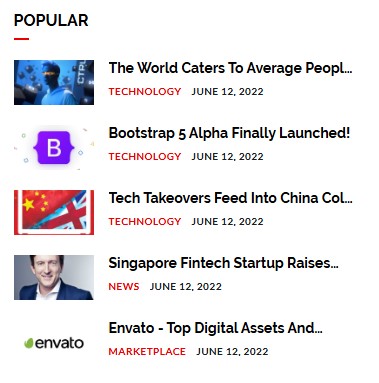 POPULAR
The World Caters To Average Peopl...
TECHNOLOGY JUNE 12, 2022
B
Bootstrap 5 Alpha Finally Launched!
TECHNOLOGY JUNE 12, 2022
Tech Takeovers Feed Into China Col...
TECHNOLOGY JUNE 12, 2022
Singapore Fintech Startup Raises...
NEWS JUNE 12, 2022
envato
Envato - Top Digital Assets And...
MARKETPLACE JUNE 12, 2022